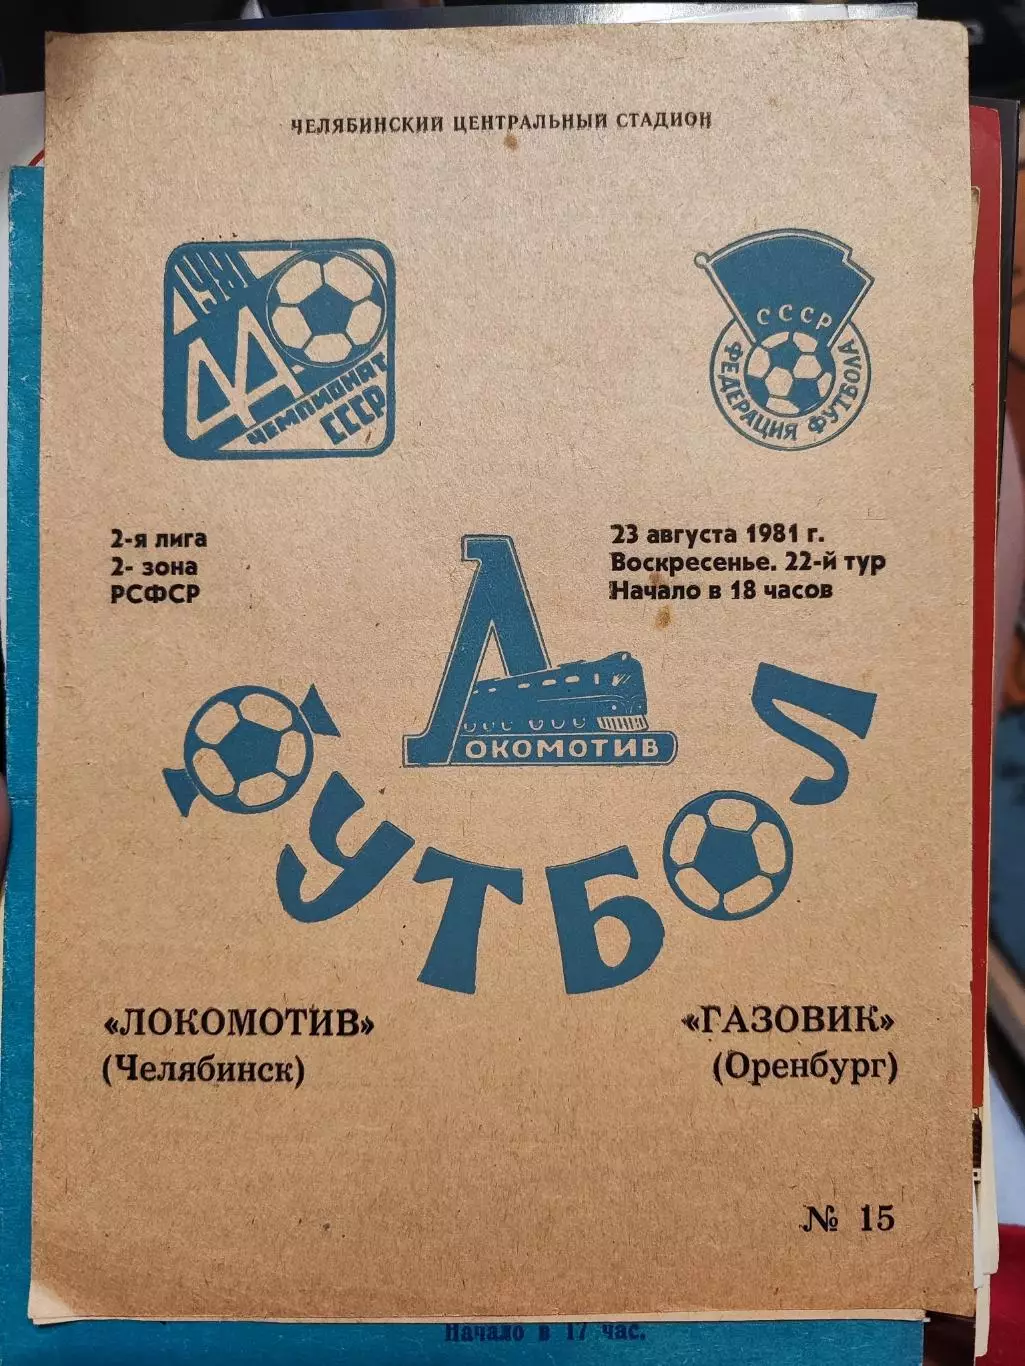 ЧЕЛЯБИНСКИЙ ЦЕНТРАЛЬНЫЙ СТАДИОН
1981
44
ЧЕМПИОНАТ
СССР
СССР
ФЕДЕРАЦИЯ ФУТБОЛА
2-я лига
2- зона
РСФСР
23 августа 1981 г.
Воскресенье. 22-й тур
Начало в 18 часов
ЛОКОМОТИВ
ФУТБОЛ
«ЛОКОМОТИВ»
(Челябинск)
«ГАЗОВИК»
(Оренбург)
№ 15
Начало в 17 час.